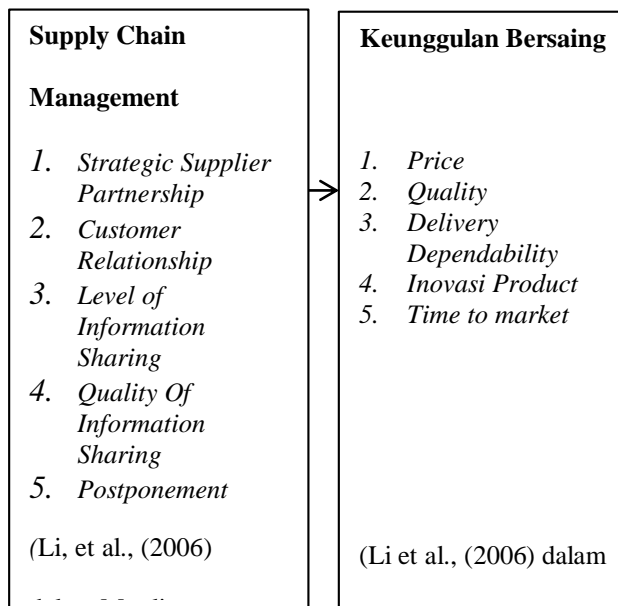 Supply Chain
Management
1. Strategic Supplier
Partnership
2. Customer
Relationship
3. Level of
Information
Sharing
4. Quality Of
Information
Sharing
5. Postponement
(Li, et al., (2006)
Keunggulan Bersaing
1. Price
2. Quality
3. Delivery
Dependability
4. Inovasi Product
5. Time to market
(Li et al., (2006) dalam